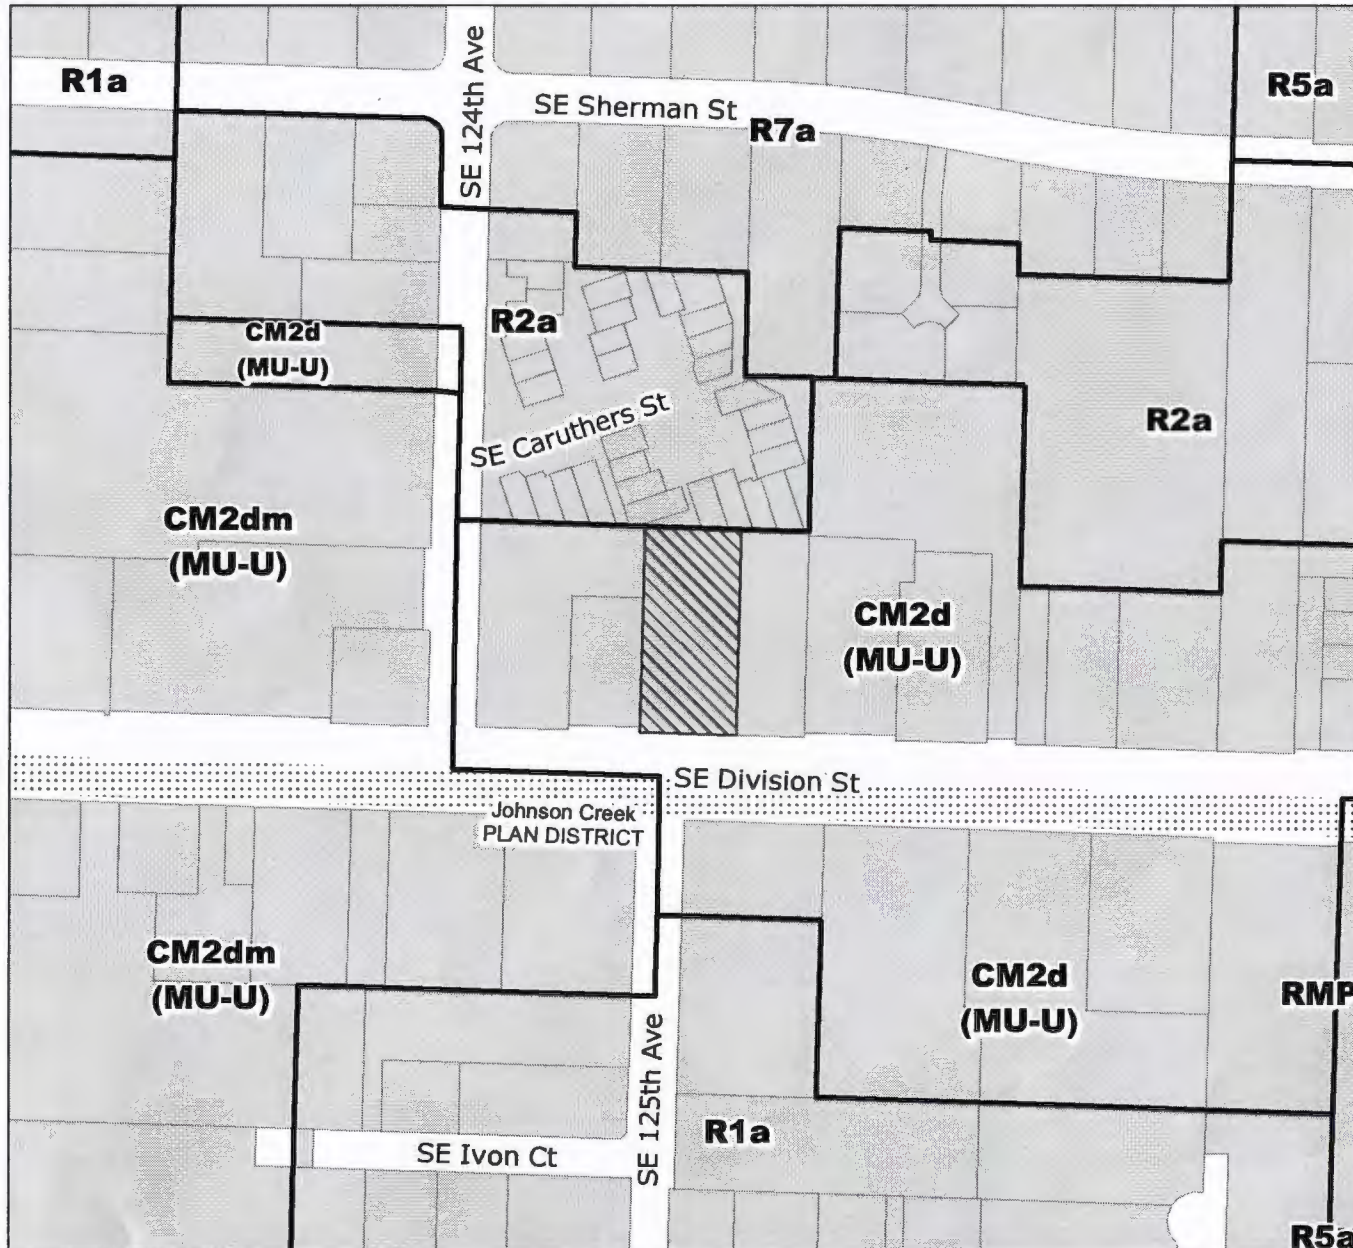 R1a
SE 124th Ave
SE Sherman St
R7a
R5a
CM2d
(MU-U)
R2a
SE Caruthers St
R2a
CM2dm
(MU-U)
CM2d
(MU-U)
SE Division St
Johnson Creek
PLAN DISTRICT
CM2dm
(MU-U)
CM2d
(MU-U)
RMP
SE 125th Ave
R1a
SE Ivon Ct
R5a